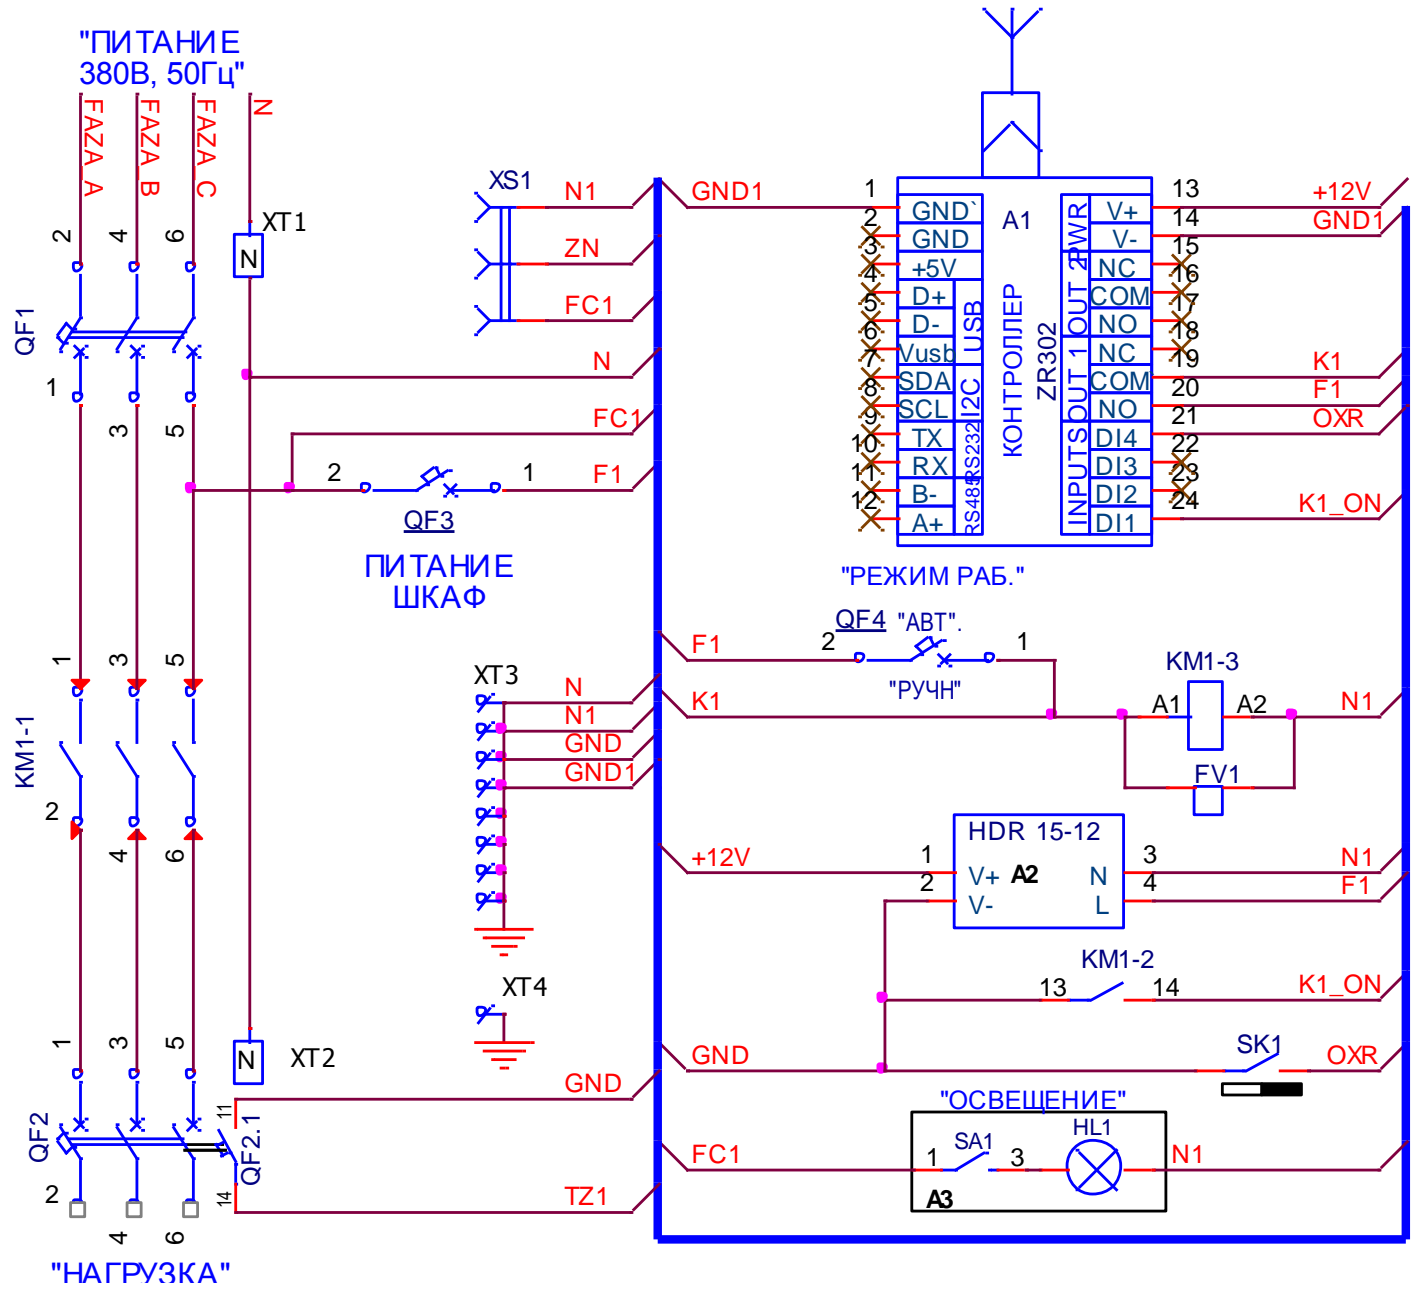 "ПИТАНИЕ
380В, 50Гц"
FAZA_A
FAZA_B
FAZA_C
N
2
4
6
XT1
N
QF1
1
3
5
XS1
N1
ZN
FC1
N
FC1
2
1
F1
QF3
ПИТАНИЕ
ШКАФ
1
3
5
KM1-1
2
4
6
XT3
N
N1
GND
GND1
XT4
1
3
5
N
XT2
GND
QF2
11
QF2.1
14
TZ1
2
4
6
"НАГРУЗКА"
GND1
A1
КОНТРОЛЛЕР
ZR302
1
GND`
2
GND
3
+5V
4
D+
5
D-
6
Vusb
7
SDA
8
SCL
9
TX
10
RX
11
B-
12
A+
USB
I2C
RS232
RS485
PWR
OUT 2
OUT 1
INPUTS
V+
13
+12V
V-
14
GND1
NC
15
COM
16
NO
17
NC
18
COM
19
K1
NO
20
F1
DI4
21
OXR
DI3
22
DI2
23
DI1
24
K1_ON
"РЕЖИМ РАБ."
QF4 "АВТ".
F1
2
1
"РУЧН"
K1
KM1-3
A1
A2
N1
FV1
HDR 15-12
+12V
1
V+
A2
N
3
N1
2
V-
L
4
F1
KM1-2
13
14
K1_ON
GND
SK1
OXR
"ОСВЕЩЕНИЕ"
FC1
1
SA1
3
HL1
N1
A3